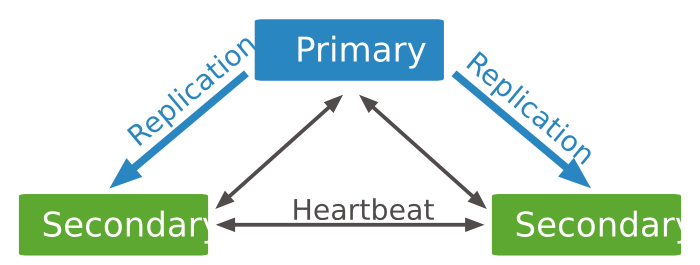 Primary
Replication
Replication
Heartbeat
Secondary
Secondary